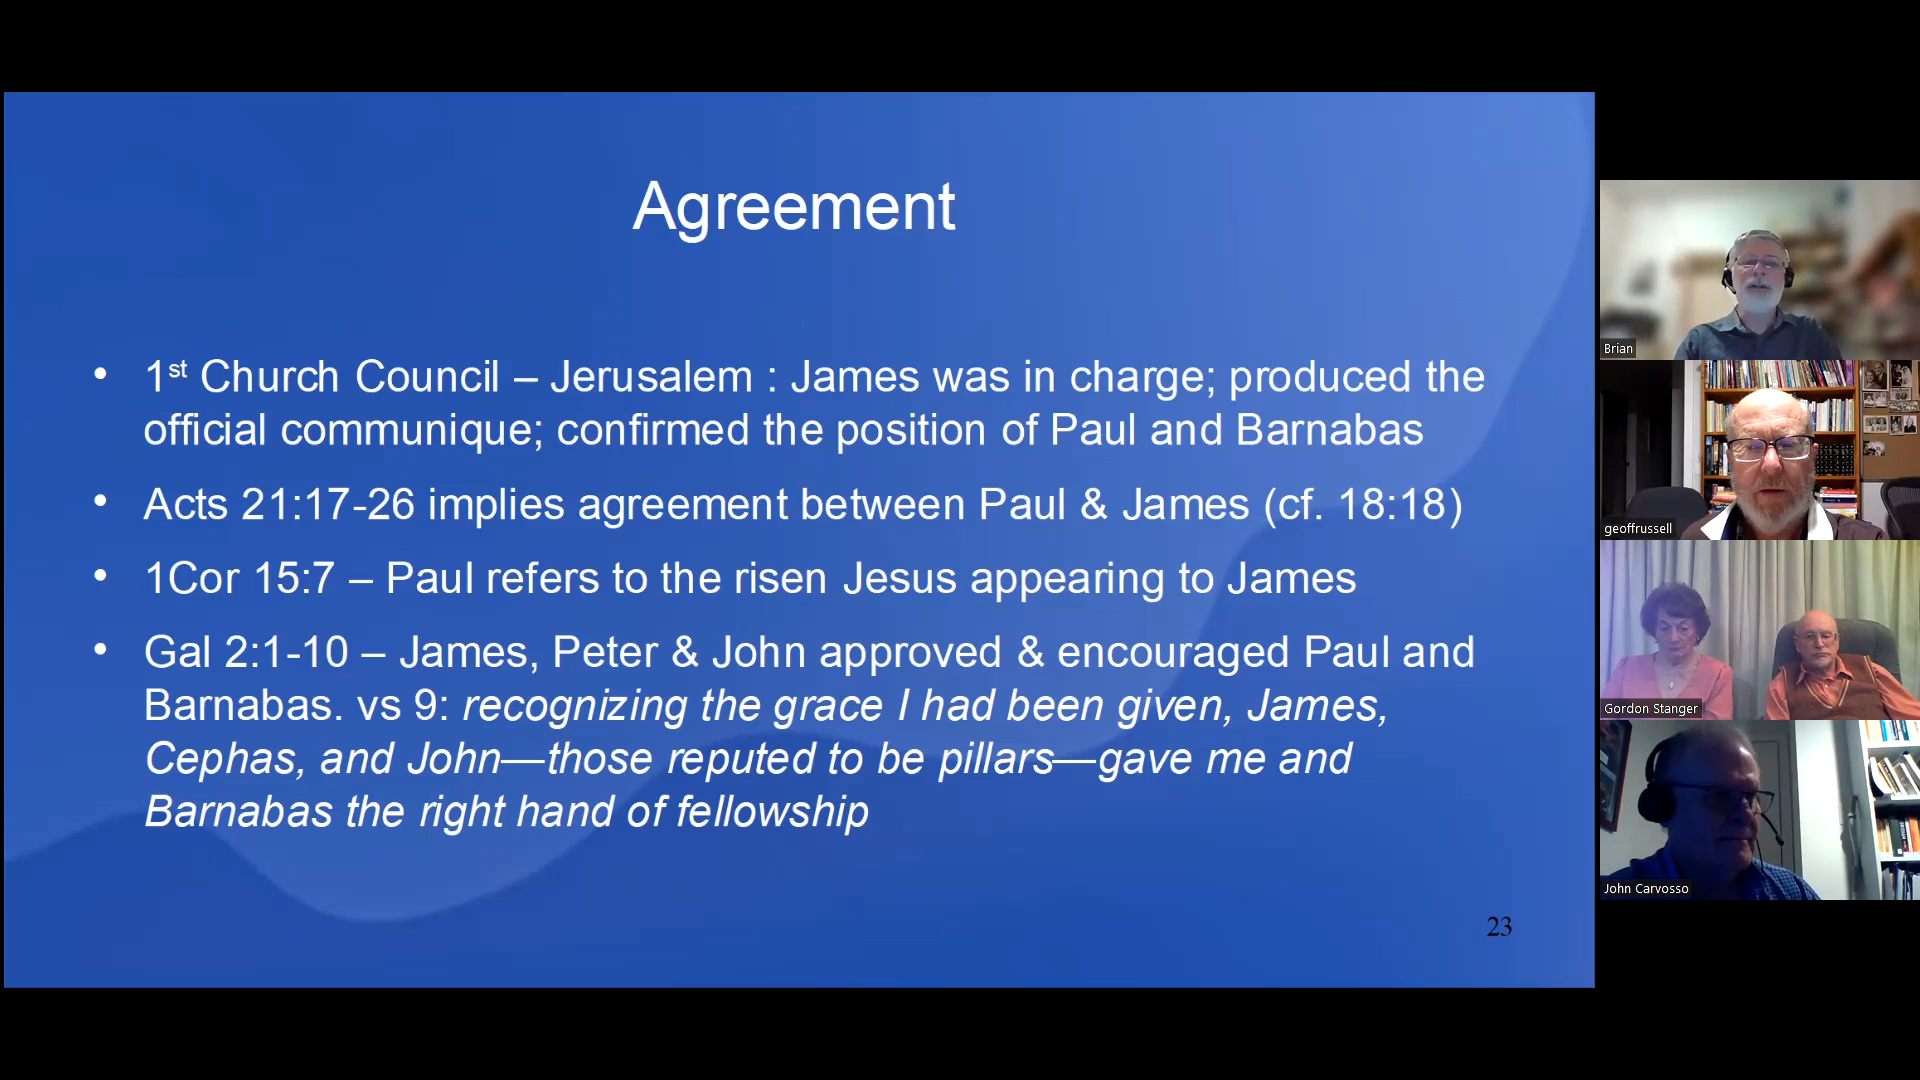 Agreement
• 1st Church Council – Jerusalem : James was in charge; produced the
official communique; confirmed the position of Paul and Barnabas
• Acts 21:17-26 implies agreement between Paul & James (cf. 18:18)
• 1Cor 15:7 – Paul refers to the risen Jesus appearing to James
• Gal 2:1-10 – James, Peter & John approved & encouraged Paul and
Barnabas. vs 9: recognizing the grace I had been given, James,
Cephas, and John—those reputed to be pillars—gave me and
Barnabas the right hand of fellowship
23
Brian
geoffrussell
Gordon Stanger
John Carvosso